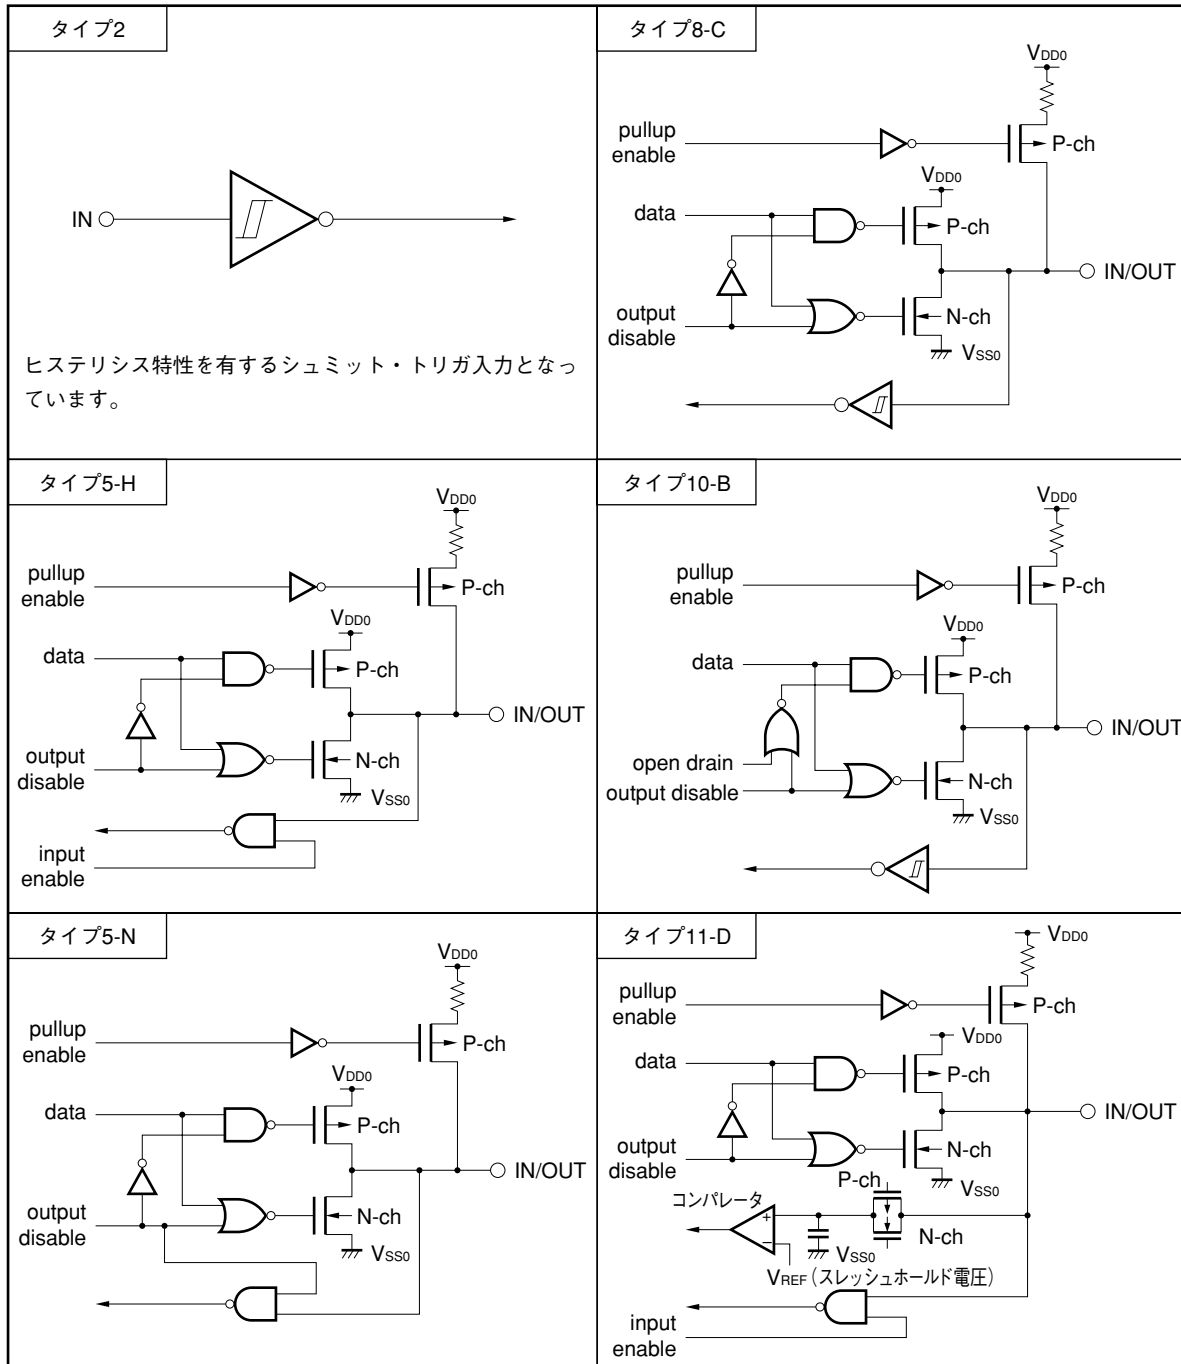 タイプ2
IN
ヒステリシス特性を有するシュミット・トリガ入力となっ
ています。
タイプ8-C
VDD0
pullup
enable
P-ch
VDD0
data
P-ch
IN/OUT
output
disable
N-ch
VSS0
タイプ5-H
VDD0
pullup
enable
P-ch
VDD0
data
P-ch
IN/OUT
output
disable
N-ch
VSS0
input
enable
タイプ10-B
VDD0
pullup
enable
P-ch
VDD0
data
P-ch
IN/OUT
open drain
output disable
N-ch
VSS0
タイプ5-N
VDD0
pullup
enable
P-ch
VDD0
data
P-ch
IN/OUT
output
disable
N-ch
VSS0
タイプ11-D
VDD0
pullup
enable
P-ch
VDD0
data
P-ch
IN/OUT
output
disable
N-ch
VSS0
P-ch
コンパレータ
+
−
N-ch
VSS0
VREF(スレッシュホールド電圧)
input
enable